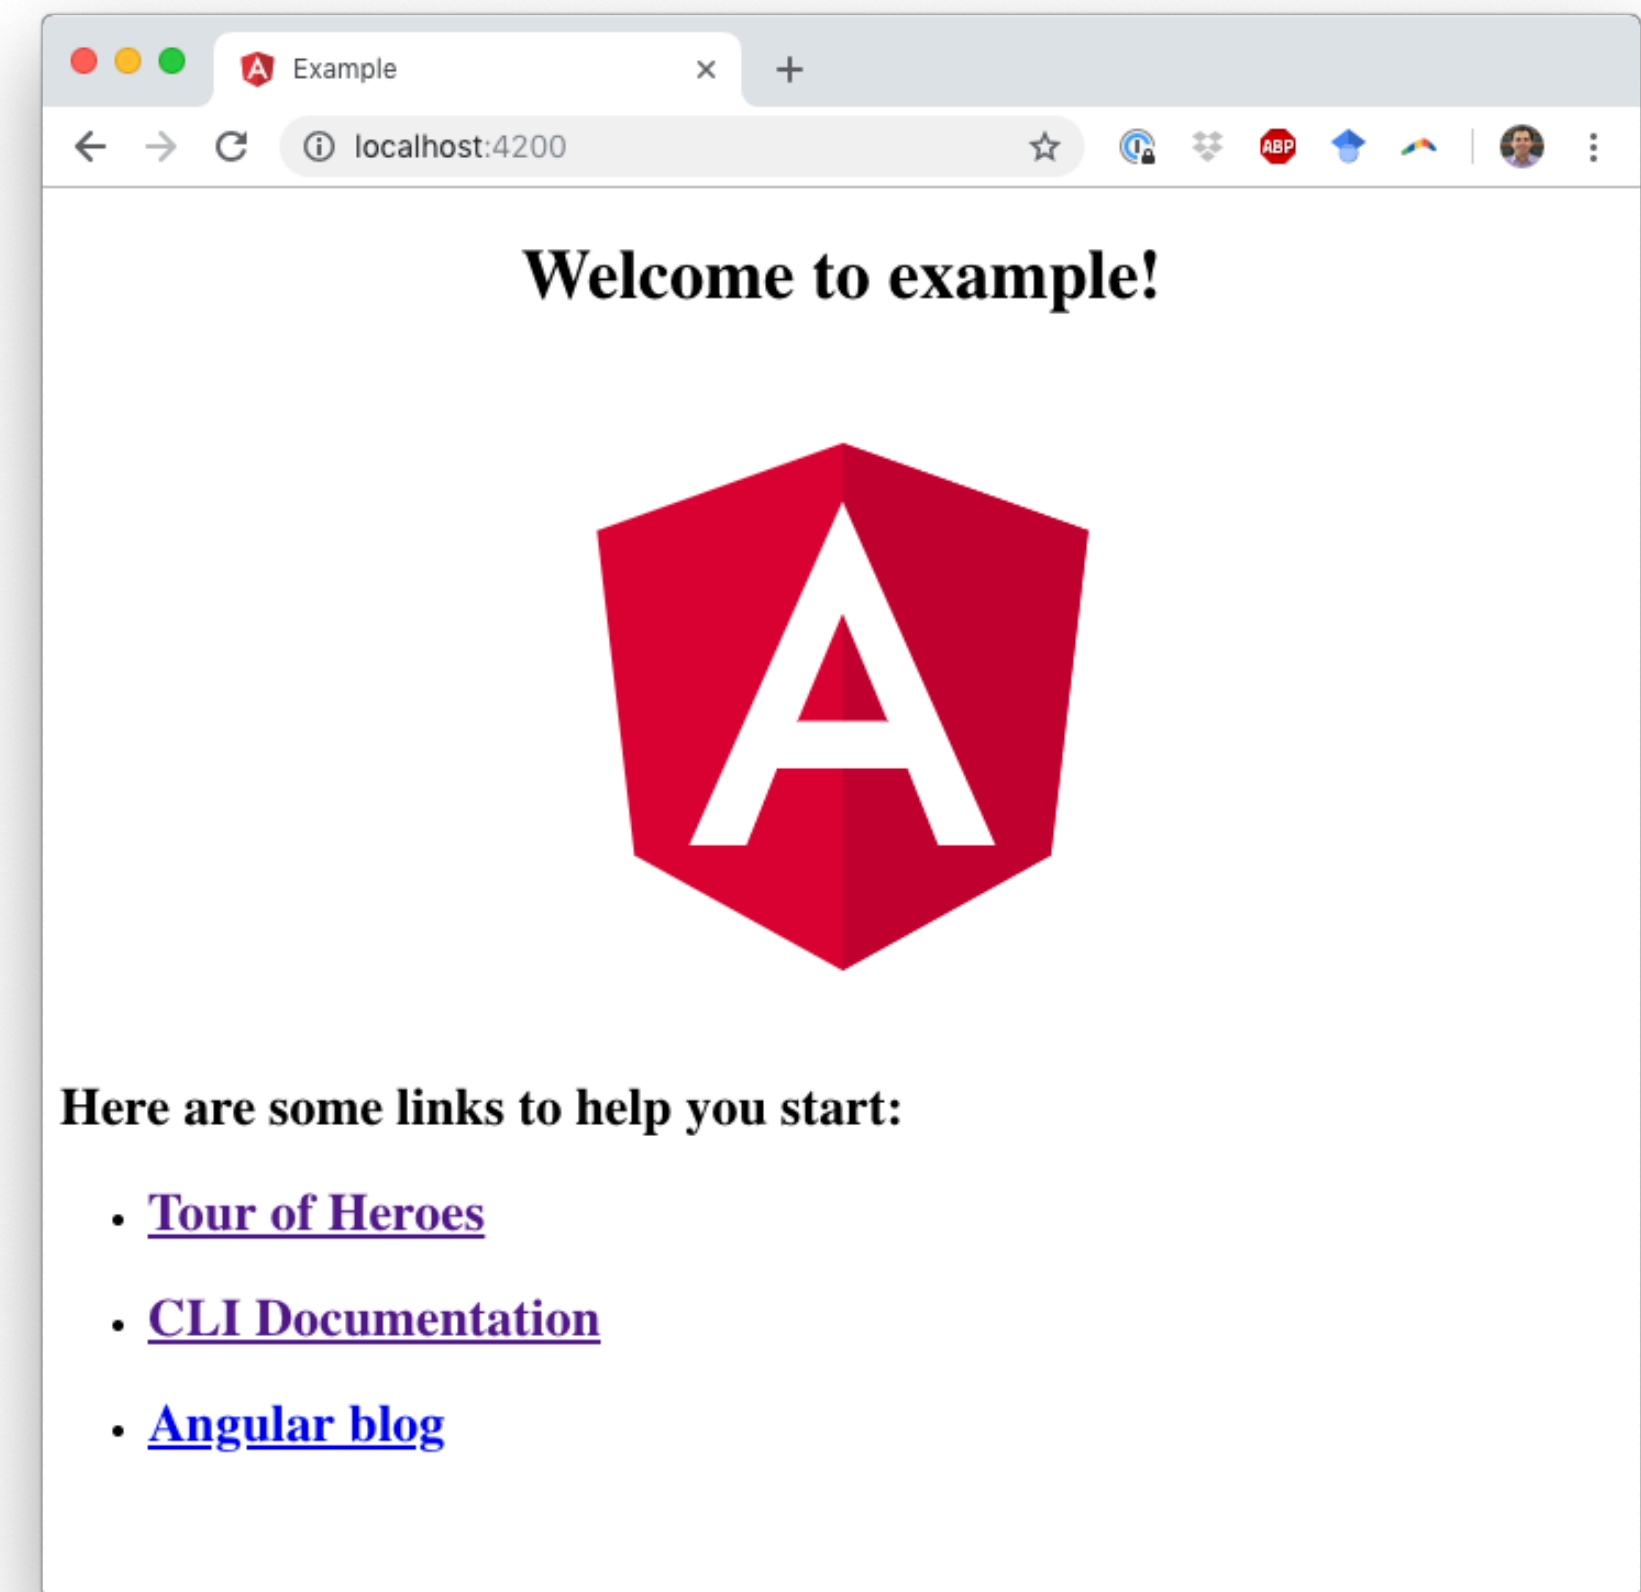 Example
localhost:4200
ABP
Welcome to example!
A
Here are some links to help you start:
Tour of Heroes
CLI Documentation
Angular blog